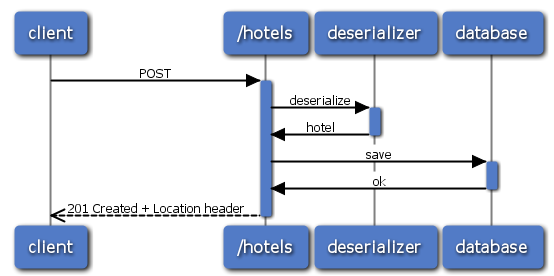 client /hotels deserializer database
POST
deserialize
hotel
save
ok
201 Created + Location header
client /hotels deserializer database